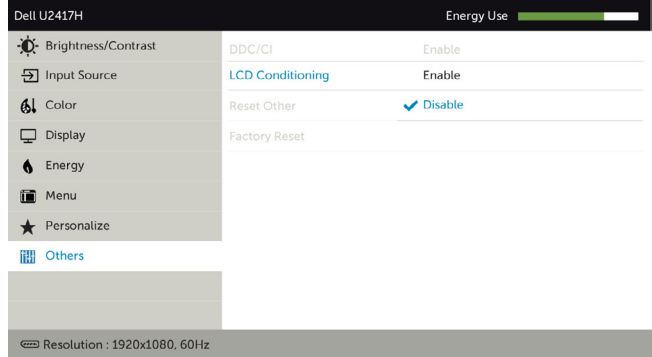 Dell U2417H Energy Use
Brightness/Contrast DDC/CI Enable
Input Source LCD Conditioning Enable
Color Reset Other Disable
Display Factory Reset
Energy
Menu
Personalize
Others
Resolution : 1920x1080, 60Hz